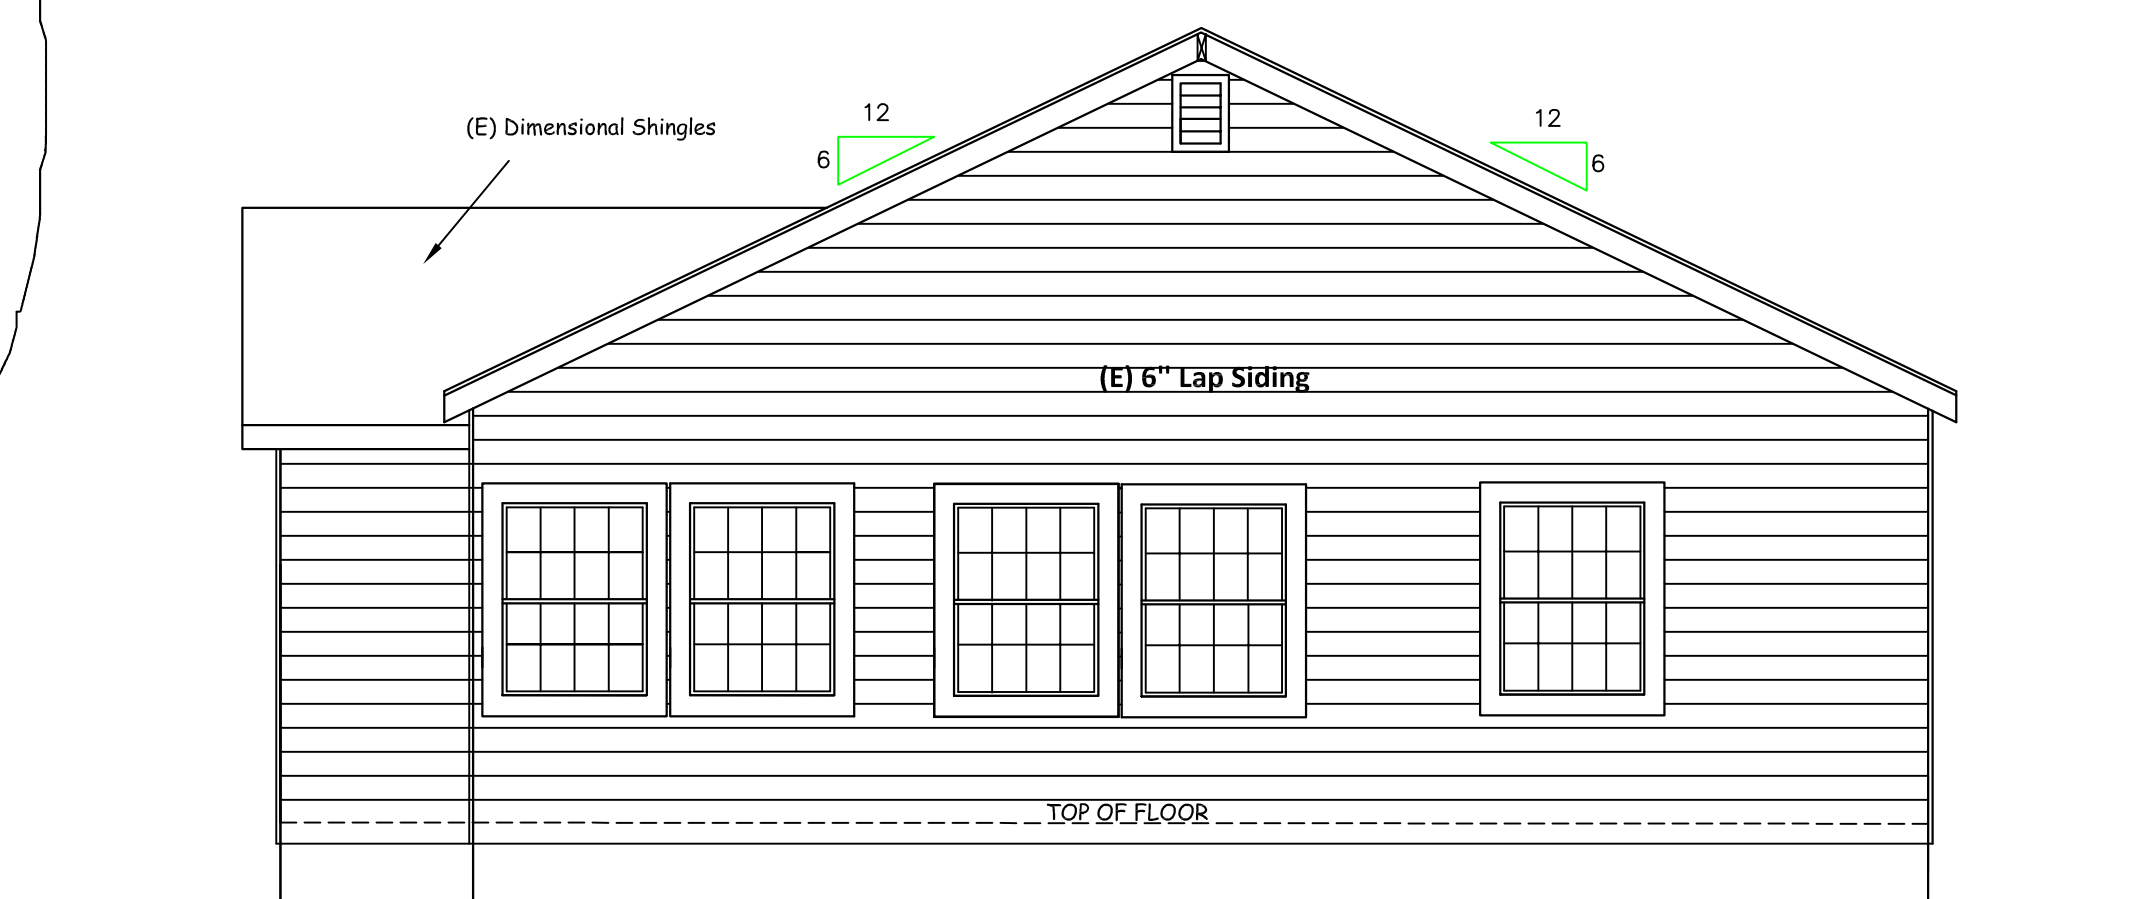 12
12
(E) Dimensional Shingles
6
6
(E) 6" Lap Siding
TOP OF FLOOR